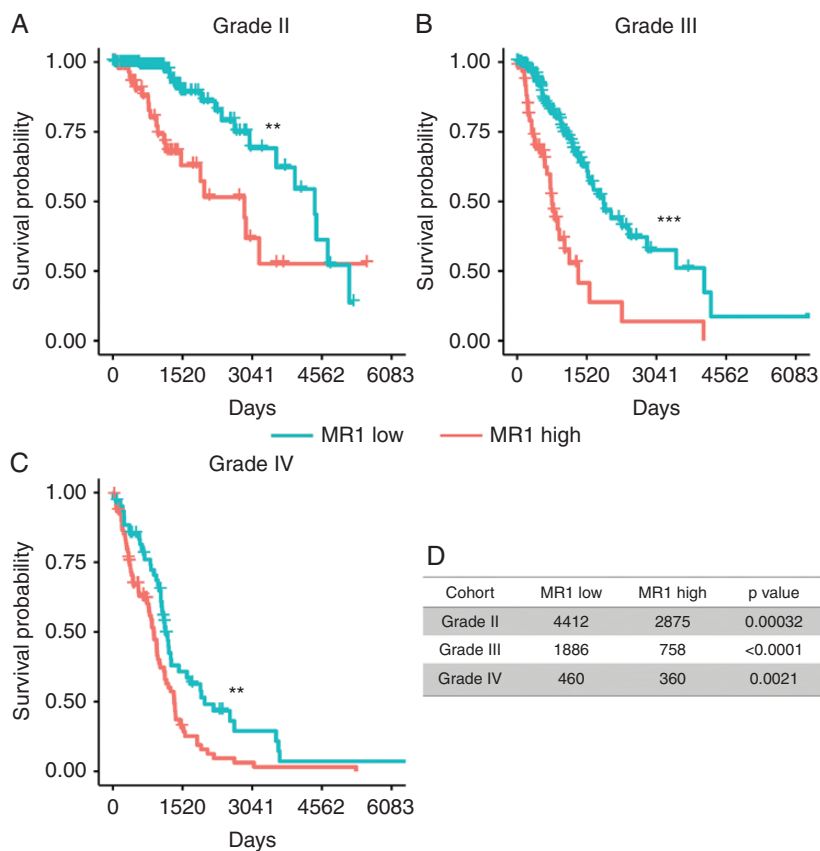 A
Grade II
Survival probability
1.00
0.75
0.50
0.50
0.00
**
0 1520 3041 4562 6083
Days
B
Grade III
Survival probability
1.00
0.75
0.50
0.50
0.00
***
0 1520 3041 4562 6083
Days
MR1 low MR1 high
C
Grade IV
Survival probability
1.00
0.75
0.50
0.50
0.00
**
0 1520 3041 4562 6083
Days
D
Cohort MR1 low MR1 high p value
Grade II 4412 2875 0.00032
Grade III 1886 758 <0.0001
Grade IV 460 360 0.0021